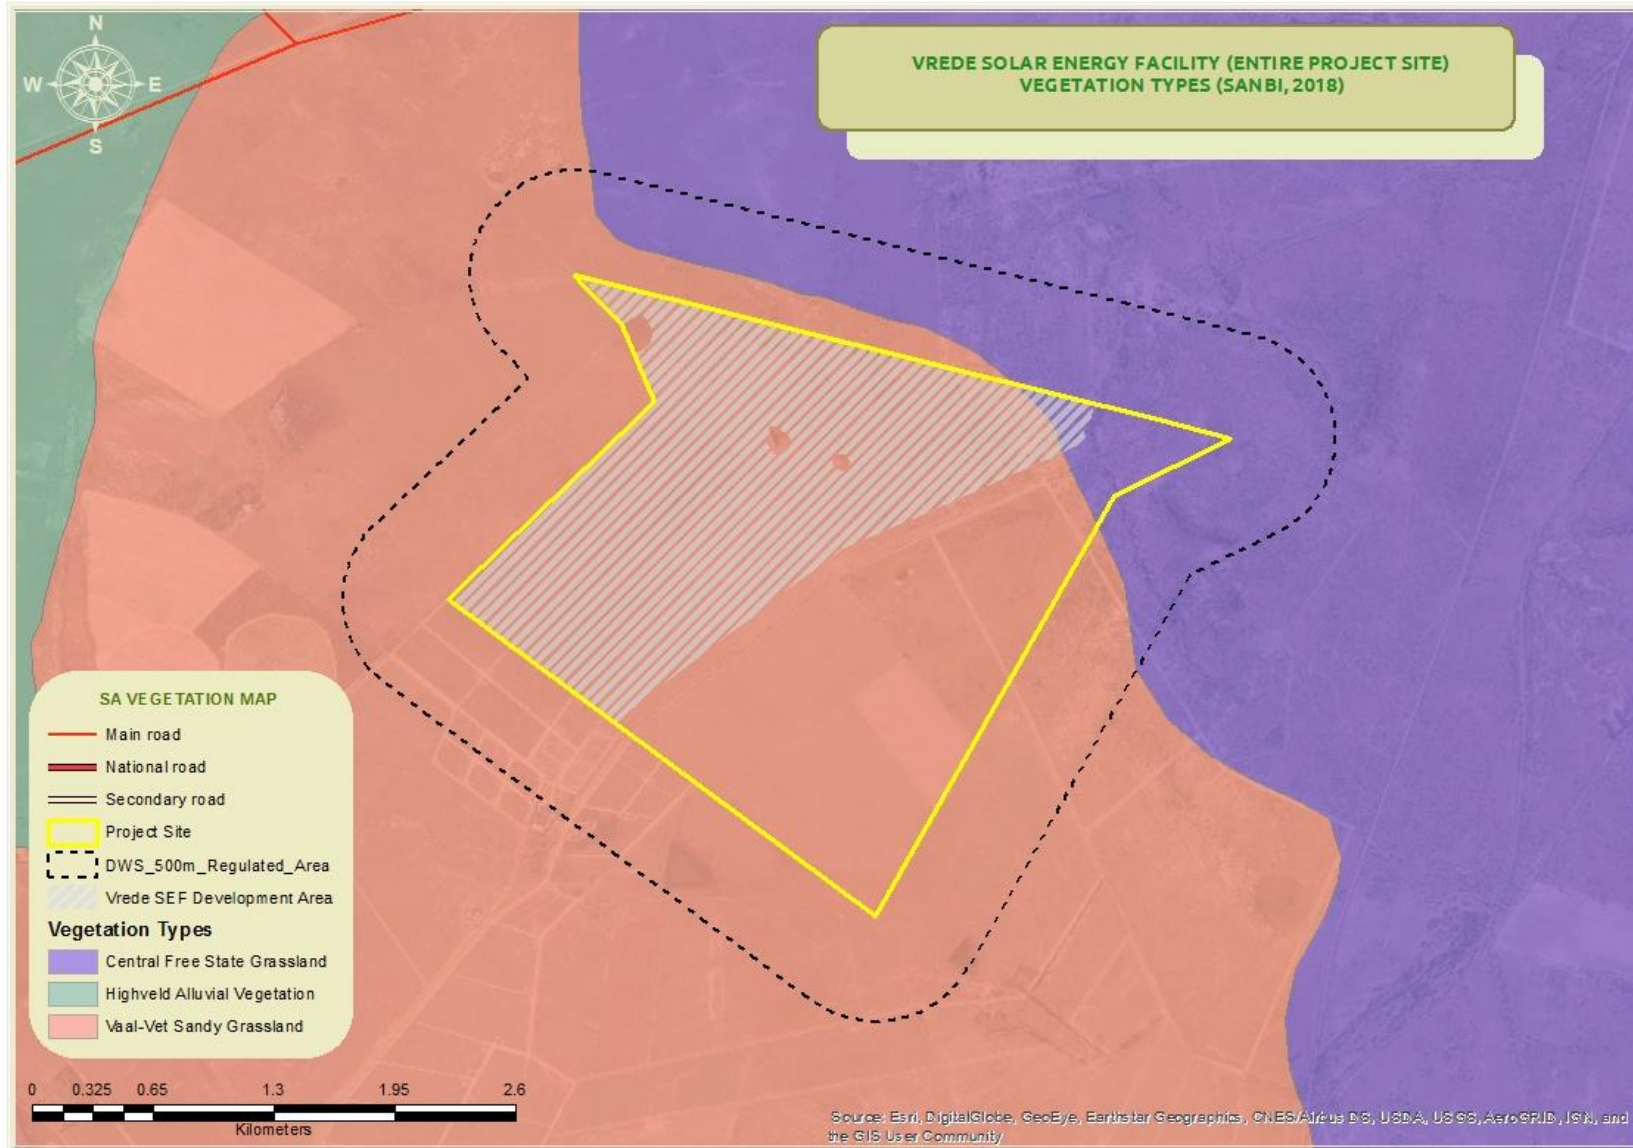 N
W E
S
VREDE SOLAR ENERGY FACILITY (ENTIRE PROJECT SITE)
VEGETATION TYPES (SANBI, 2018)
SA VEGETATION MAP
Main road
National road
Secondary road
Project Site
DWS_500m_Regulated_Area
Vrede SEF Development Area
Vegetation Types
Central Free State Grassland
Highveld Alluvial Vegetation
Vaal-Vet Sandy Grassland
0 0.325 0.65 1.3 1.95 2.6
Kilometers
Source: Esri, DigitalGlobe, GeoEye, Earthstar Geographics, CNES/Airbus DS, USDA, USGS, AeroGRID, IGN, and
the GIS User Community